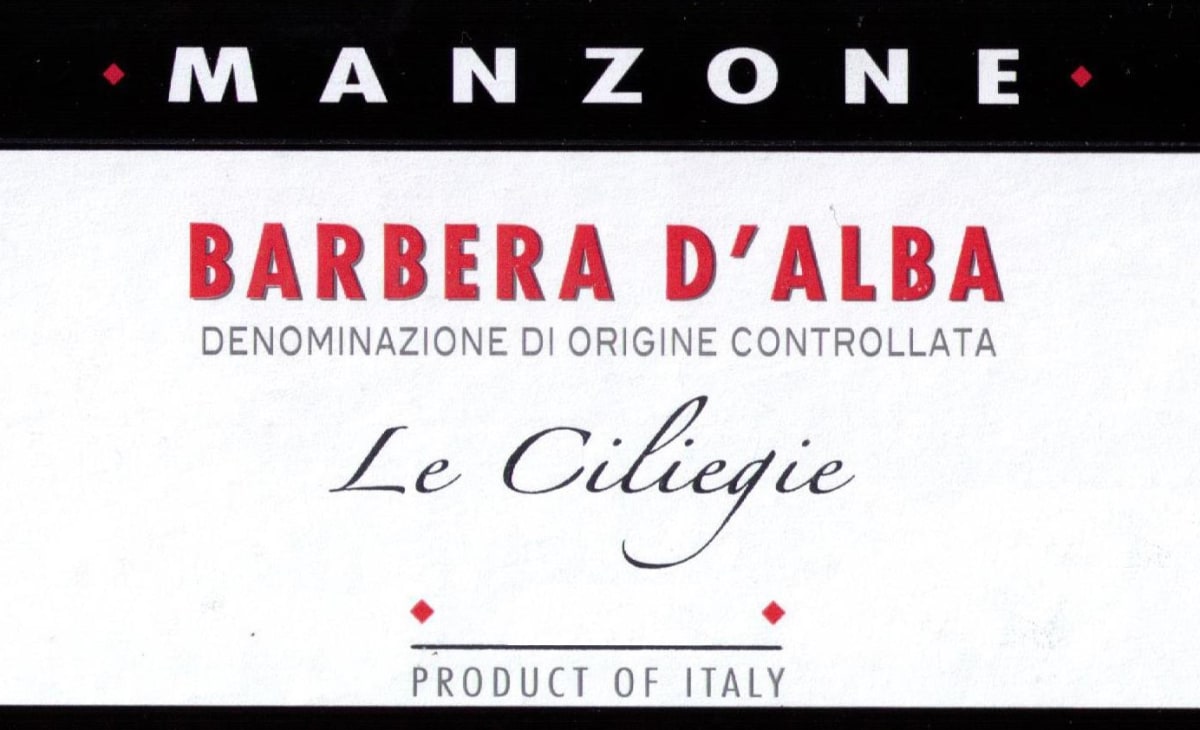 MANZONE
BARBERA D'ALBA
DENOMINAZIONE DI ORIGINE CONTROLLATA
Le Ciliegie
PRODUCT OF ITALY